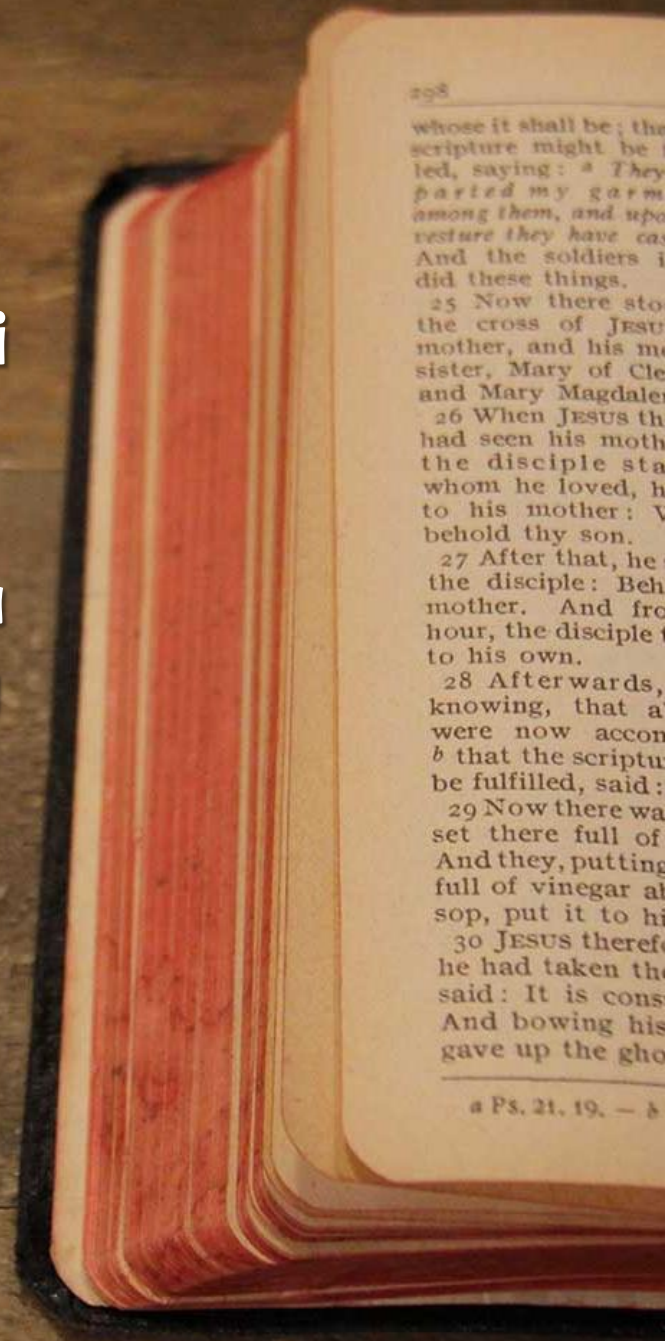 298
whose it shall be; tha
scripture might be
led, saying: a They
parted my garm
among them, and upo
vesture they have cas
And the soldiers i
did these things.
25 Now there sto
the cross of JESU
mother, and his me
sister, Mary of Cle
and Mary Magdale
26 When JESUS th
had seen his moth
the disciple sta
whom he loved, h
to his mother: W
behold thy son.
27 After that, he
the disciple: Beh
mother. And fro
hour, the disciple t
to his own.
28 Afterwards,
knowing, that a
were now accom
b that the scriptu
be fulfilled, said:
29 Now there wa
set there full of
And they, putting
full of vinegar ab
sop, put it to hi
30 JESUS therefo
he had taken the
said: It is cons
And bowing his
gave up the gho
a Ps. 21. 19. — b